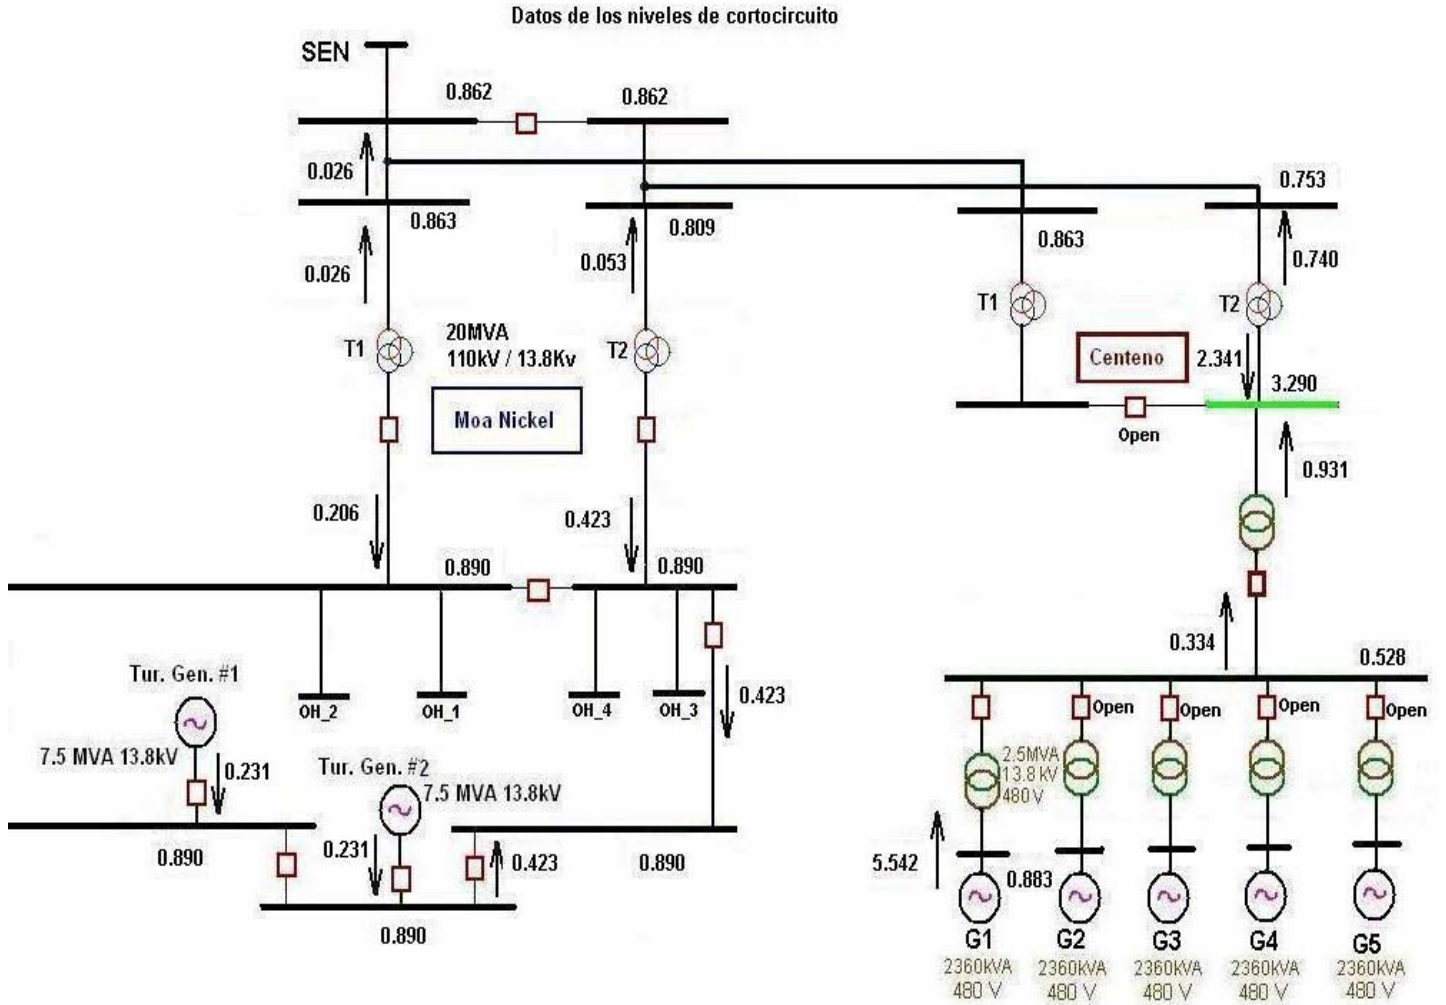 Datos de los niveles de cortocircuito
SEN
0.862
0.862
0.026
0.863
0.809
0.753
0.863
0.026
0.053
0.740
T1
20MVA
110kV / 13.8Kv
T2
T1
T2
Centeno
2.341
3.290
Moa Nickel
Open
0.931
0.206
0.423
0.890
0.890
0.334
0.528
Tur. Gen. #1
OH_2
OH_1
OH_4
OH_3
0.423
Open
Open
Open
Open
7.5 MVA 13.8kV
0.231
Tur. Gen. #2
7.5 MVA 13.8kV
2.5MVA
13.8 kV
480 V
0.890
0.231
0.423
0.890
5.542
0.883
0.890
G1
G2
G3
G4
G5
2360kVA
480 V
2360kVA
480 V
2360kVA
480 V
2360kVA
480 V
2360kVA
480 V